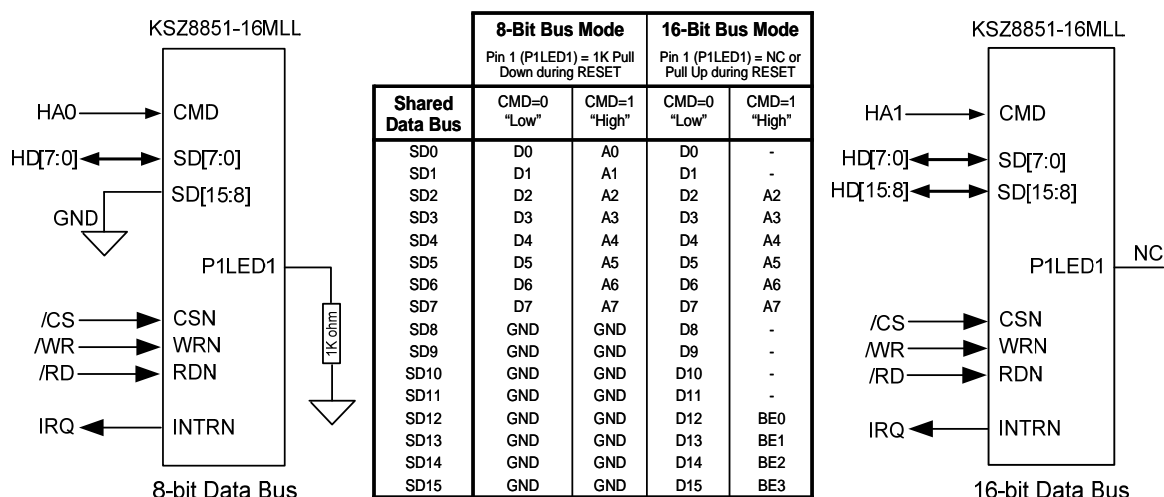 KSZ8851-16MLL
HA0
CMD
HD[7:0]
SD[7:0]
SD[15:8]
GND
P1LED1
1K ohm
/CS
CSN
/WR
WRN
/RD
RDN
IRQ
INTRN
8-bit Data Bus
8-Bit Bus Mode 16-Bit Bus Mode
Pin 1 (P1LED1) = 1K Pull Pin 1 (P1LED1) = NC or
Down during RESET Pull Up during RESET
Shared CMD=0 CMD=1 CMD=0 CMD=1
Data Bus “Low” “High” “Low” “High”
SD0 D0 A0 D0 -
SD1 D1 A1 D1 -
SD2 D2 A2 D2 A2
SD3 D3 A3 D3 A3
SD4 D4 A4 D4 A4
SD5 D5 A5 D5 A5
SD6 D6 A6 D6 A6
SD7 D7 A7 D7 A7
SD8 GND GND D8 -
SD9 GND GND D9 -
SD10 GND GND D10 -
SD11 GND GND D11 -
SD12 GND GND D12 BE0
SD13 GND GND D13 BE1
SD14 GND GND D14 BE2
SD15 GND GND D15 BE3
KSZ8851-16MLL
HA1
CMD
HD[7:0]
SD[7:0]
HD[15:8]
SD[15:8]
P1LED1
NC
/CS
CSN
/WR
WRN
/RD
RDN
IRQ
INTRN
16-bit Data Bus